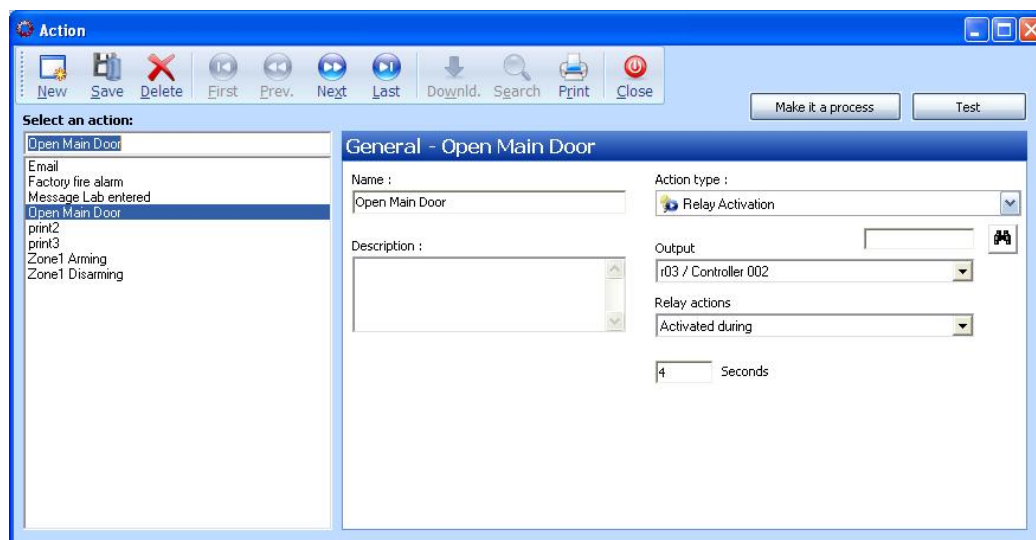 Action
New Save Delete First Prev. Next Last Downld. Search Print Close
Make it a process Test
Select an action:
Open Main Door
Email
Factory fire alarm
Message Lab entered
Open Main Door
print2
print3
Zone1 Arming
Zone1 Disarming
General - Open Main Door
Name : Action type :
Open Main Door Relay Activation
Description : Output
r03 / Controller 002
Relay actions
Activated during
4 Seconds